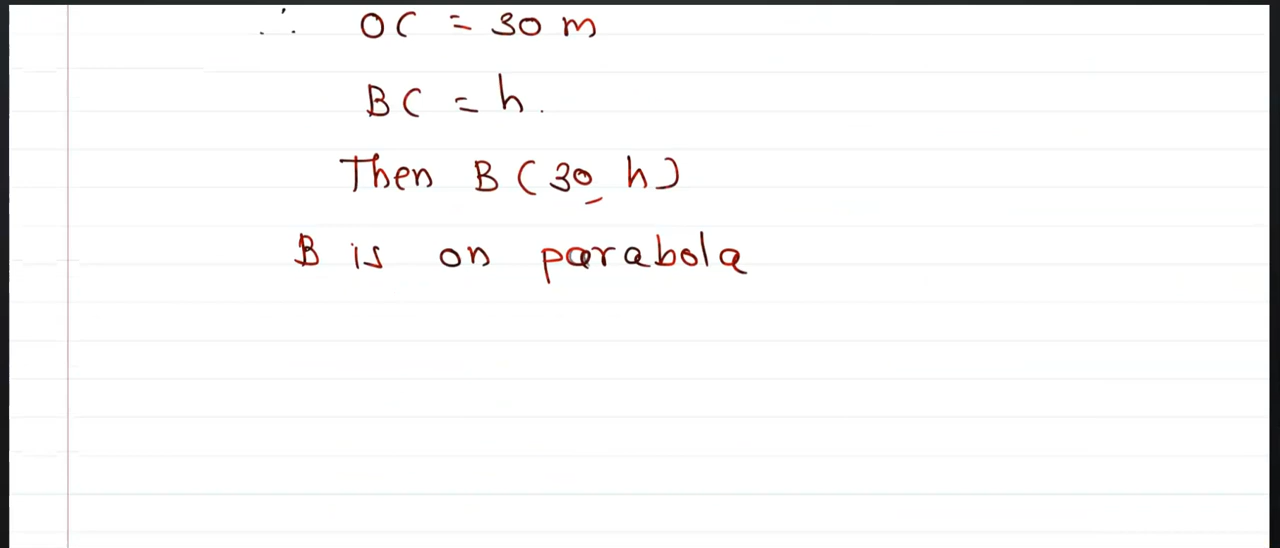 ∴ OC = 30 m
BC = h.
Then B (30, h)
B is on parabola